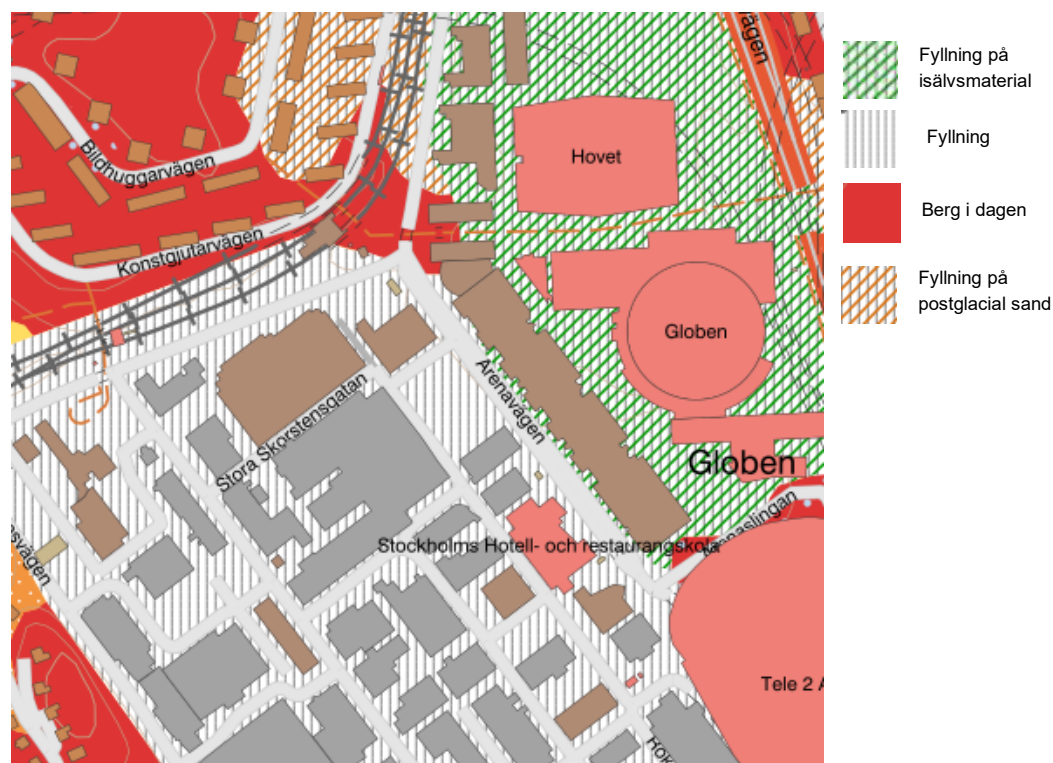 vägen
Fyllning på
isälvsmaterial
Fyllning
Bildhuggarvägen
Hovet
Berg i dagen
Konstgjutarvägen
Fyllning på
postglacial sand
Globen
Arenavägen
Stora Skorstensgatan
Globen
Stockholms Hotell- och restaurangskola
Tele 2 A